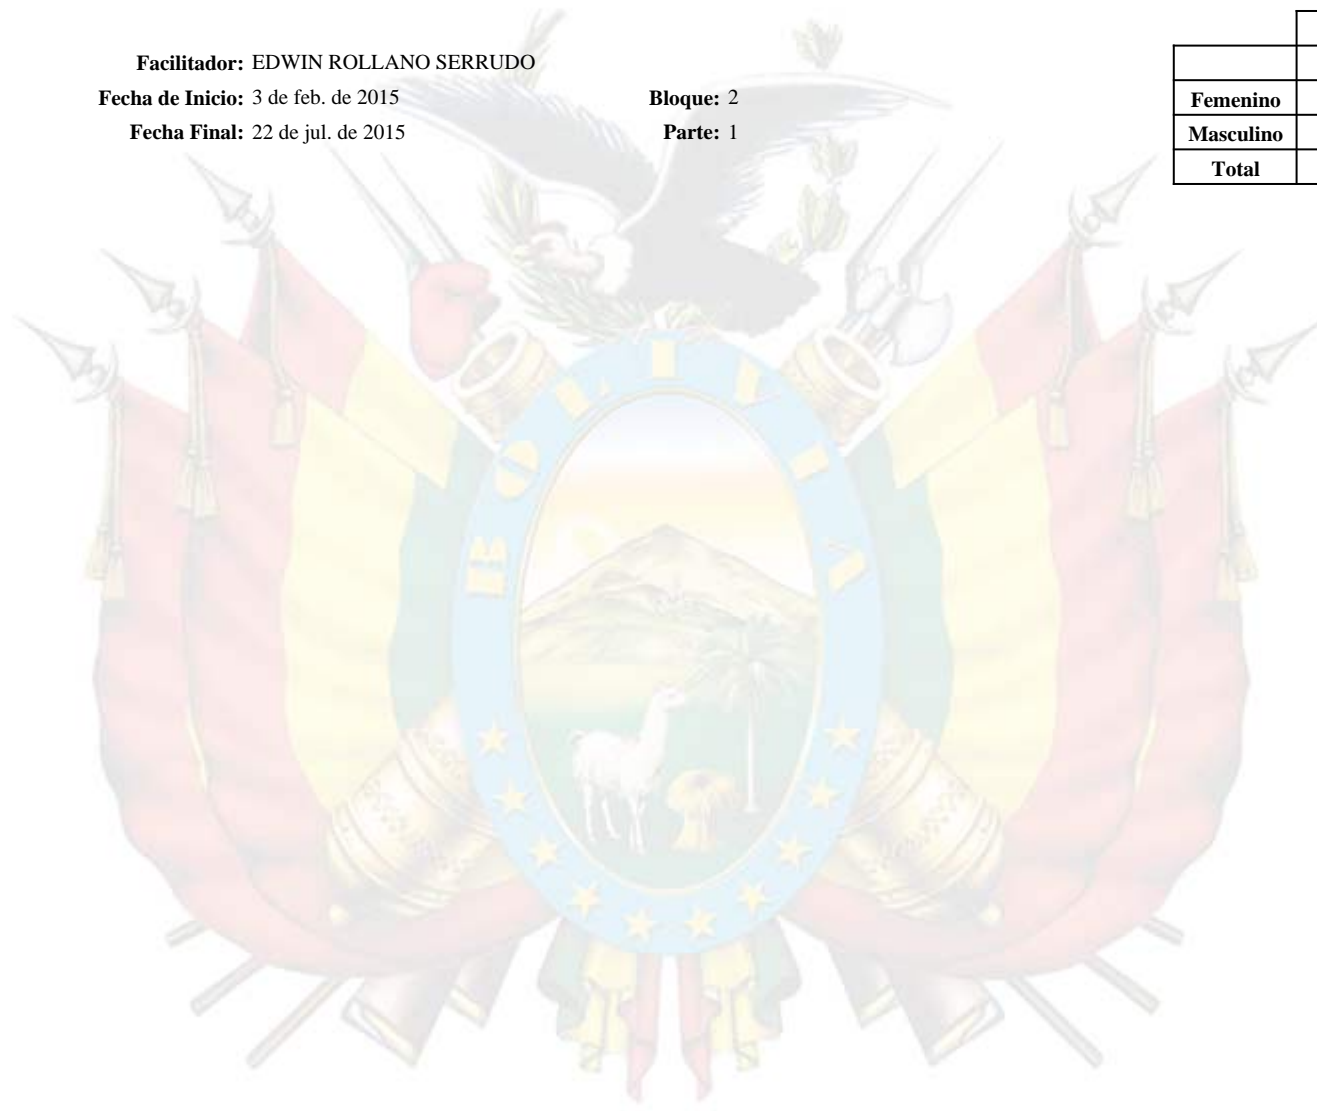 Facilitador: EDWIN ROLLANO SERRUDO
Fecha de Inicio: 3 de feb. de 2015 Bloque: 2
Fecha Final: 22 de jul. de 2015 Parte: 1
Femenino
Masculino
Total
BOLIVIA